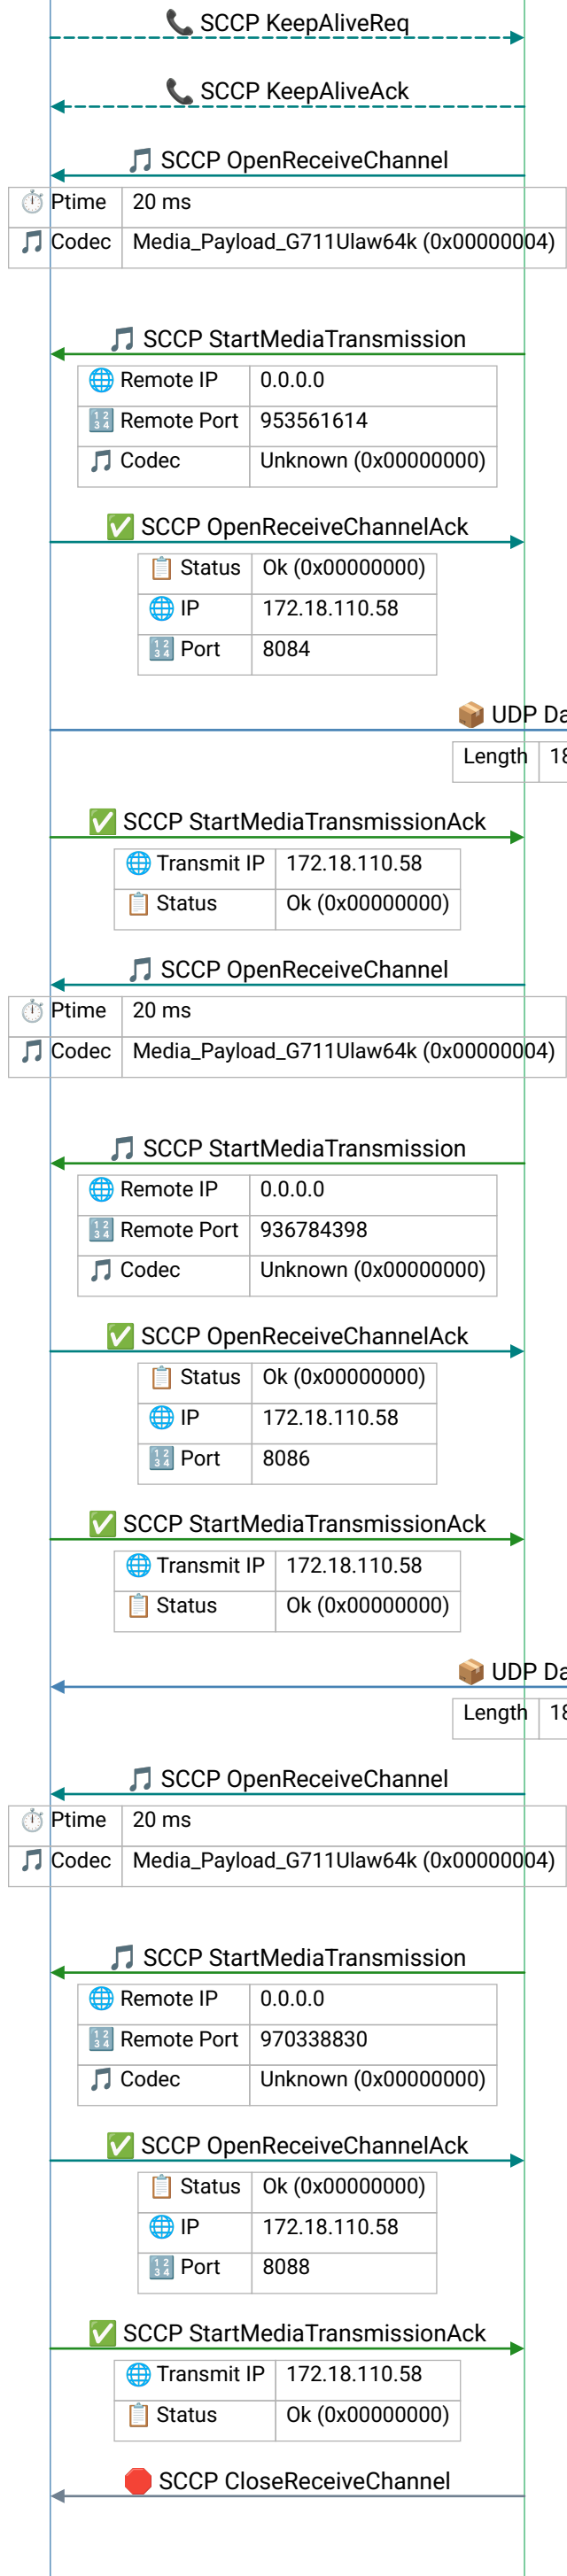 SCCP KeepAliveReq
SCCP KeepAliveAck
SCCP OpenReceiveChannel
Ptime 20 ms
Codec Media_Payload_G711Ulaw64k (0x00000004)
SCCP StartMediaTransmission
Remote IP 0.0.0.0
Remote Port 953561614
Codec Unknown (0x00000000)
SCCP OpenReceiveChannelAck
Status Ok (0x00000000)
IP 172.18.110.58
Port 8084
UDP Da
Length 18
SCCP StartMediaTransmissionAck
Transmit IP 172.18.110.58
Status Ok (0x00000000)
SCCP OpenReceiveChannel
Ptime 20 ms
Codec Media_Payload_G711Ulaw64k (0x00000004)
SCCP StartMediaTransmission
Remote IP 0.0.0.0
Remote Port 936784398
Codec Unknown (0x00000000)
SCCP OpenReceiveChannelAck
Status Ok (0x00000000)
IP 172.18.110.58
Port 8086
SCCP StartMediaTransmissionAck
Transmit IP 172.18.110.58
Status Ok (0x00000000)
UDP Da
Length 18
SCCP OpenReceiveChannel
Ptime 20 ms
Codec Media_Payload_G711Ulaw64k (0x00000004)
SCCP StartMediaTransmission
Remote IP 0.0.0.0
Remote Port 970338830
Codec Unknown (0x00000000)
SCCP OpenReceiveChannelAck
Status Ok (0x00000000)
IP 172.18.110.58
Port 8088
SCCP StartMediaTransmissionAck
Transmit IP 172.18.110.58
Status Ok (0x00000000)
SCCP CloseReceiveChannel